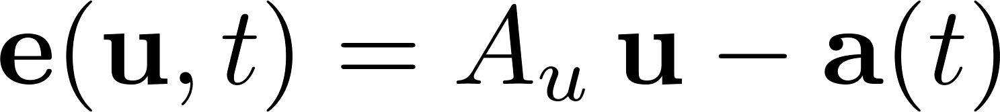 e(u, t) = A_u u − a(t)